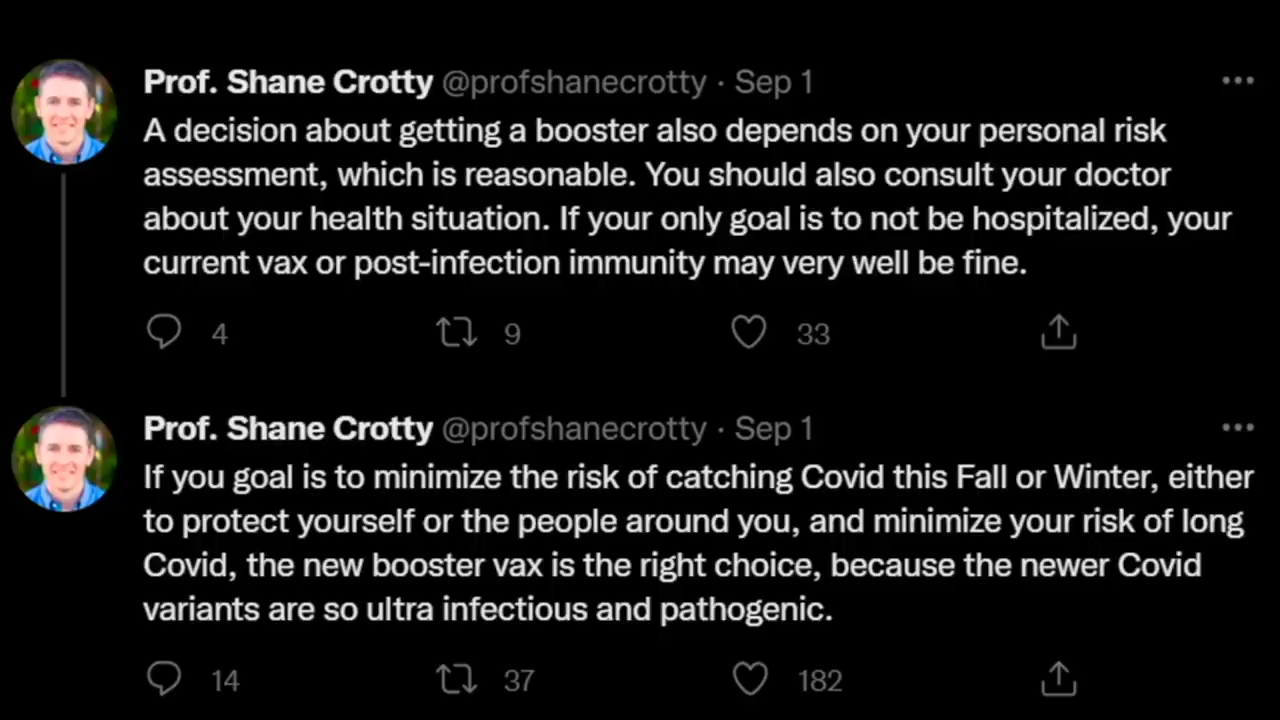 Prof. Shane Crotty @profshanecrotty · Sep 1
A decision about getting a booster also depends on your personal risk
assessment, which is reasonable. You should also consult your doctor
about your health situation. If your only goal is to not be hospitalized, your
current vax or post-infection immunity may very well be fine.
4 9 33
Prof. Shane Crotty @profshanecrotty · Sep 1
If you goal is to minimize the risk of catching Covid this Fall or Winter, either
to protect yourself or the people around you, and minimize your risk of long
Covid, the new booster vax is the right choice, because the newer Covid
variants are so ultra infectious and pathogenic.
14 37 182